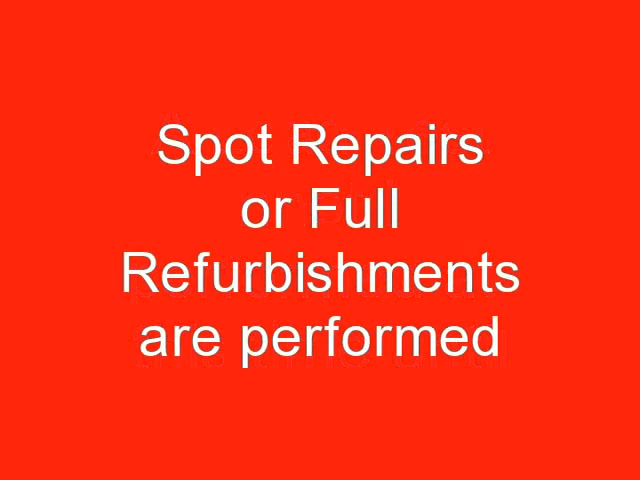 Spot Repairs
or Full
Refurbishments
are performed